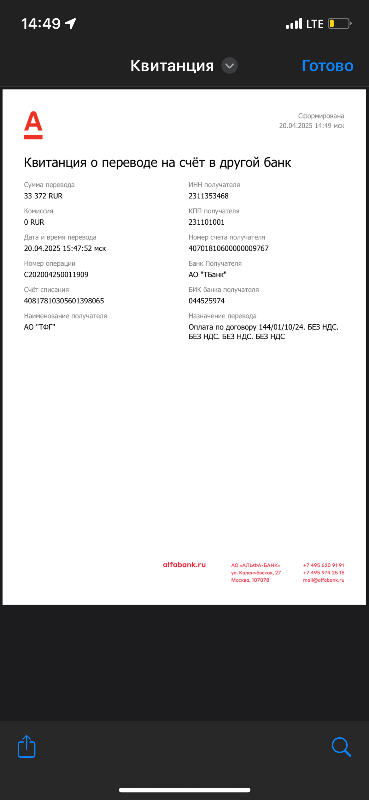 14:49
LTE
Квитанция
Готово
Сформирована
20.04.2025 14:49 мск
Квитанция о переводе на счёт в другой банк
Сумма перевода
33 372 RUR
Комиссия
0 RUR
Дата и время перевода
20.04.2025 15:47:52 мск
Номер операции
C202004250011909
Счёт списания
40817810305601398065
Наименование получателя
АО "ТФГ"
ИНН получателя
2311353468
КПП получателя
231101001
Номер счета получателя
40701810600000009767
Банк Получателя
АО "ТБанк"
БИК банка получателя
044525974
Назначение перевода
Оплата по договору 144/01/10/24. БЕЗ НДС.
БЕЗ НДС. БЕЗ НДС. БЕЗ НДС
alfabank.ru
АО «АЛЬФА-БАНК»
ул. Каланчёвская, 27
Москва, 107078
+7 495 620 91 91
+7 495 974 25 15
mail@alfabank.ru